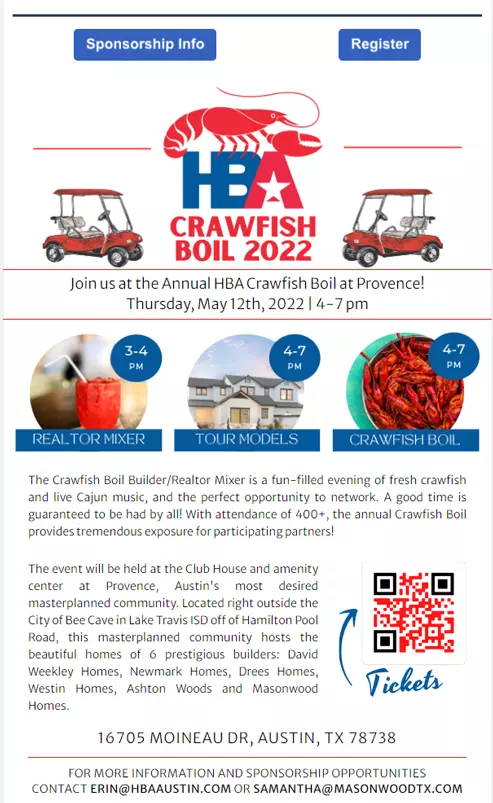 Sponsorship Info
Register
HBA
CRAWFISH
BOIL 2022
Join us at the Annual HBA Crawfish Boil at Provence!
Thursday, May 12th, 2022 | 4-7 pm
3-4
PM
REALTOR MIXER
4-7
PM
TOUR MODELS
4-7
PM
CRAWFISH BOIL
The Crawfish Boil Builder/Realtor Mixer is a fun-filled evening of fresh crawfish
and live Cajun music, and the perfect opportunity to network. A good time is
guaranteed to be had by all! With attendance of 400+, the annual Crawfish Boil
provides tremendous exposure for participating partners!
The event will be held at the Club House and amenity
center at Provence, Austin's most desired
masterplanned community. Located right outside the
City of Bee Cave in Lake Travis ISD off of Hamilton Pool
Road, this masterplanned community hosts the
beautiful homes of 6 prestigious builders: David
Weekley Homes, Newmark Homes, Drees Homes,
Westin Homes, Ashton Woods and Masonwood
Homes.
Tickets
16705 MOINEAU DR, AUSTIN, TX 78738
FOR MORE INFORMATION AND SPONSORSHIP OPPORTUNITIES
CONTACT ERIN@HBAAUSTIN.COM OR SAMANTHA@MASONWOODTX.COM